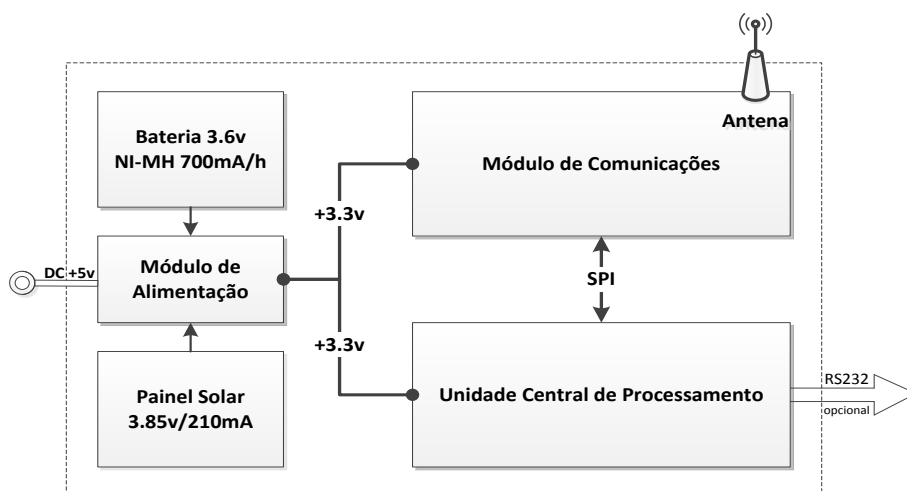 Antena
Bateria 3.6v
NI-MH 700mA/h
Módulo de Comunicações
+3.3v
DC +5v
Módulo de
Alimentação
SPI
+3.3v
Painel Solar
3.85v/210mA
Unidade Central de Processamento
RS232
opcional